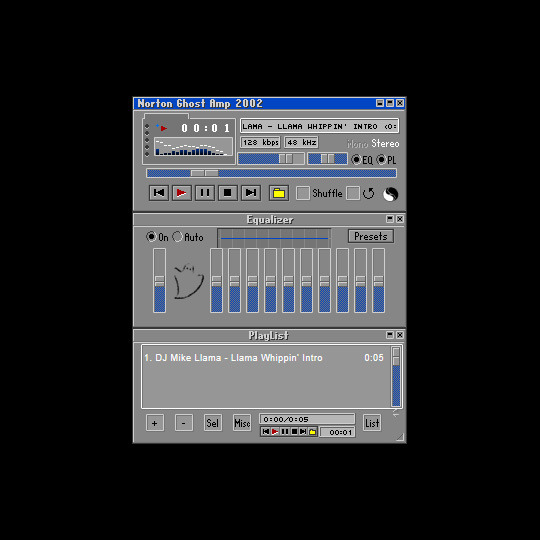 Norton Ghost Amp 2002
00:01
LAMA - LLAMA WHIPPIN' INTRO <0:
128 kbps 48 kHz
Mono Stereo
EQ PL
Shuffle
Equalizer
On Auto
Presets
PlayList
1. DJ Mike Llama - Llama Whippin' Intro 0:05
+ - Sel Misc
0:00/0:05
00:01
List